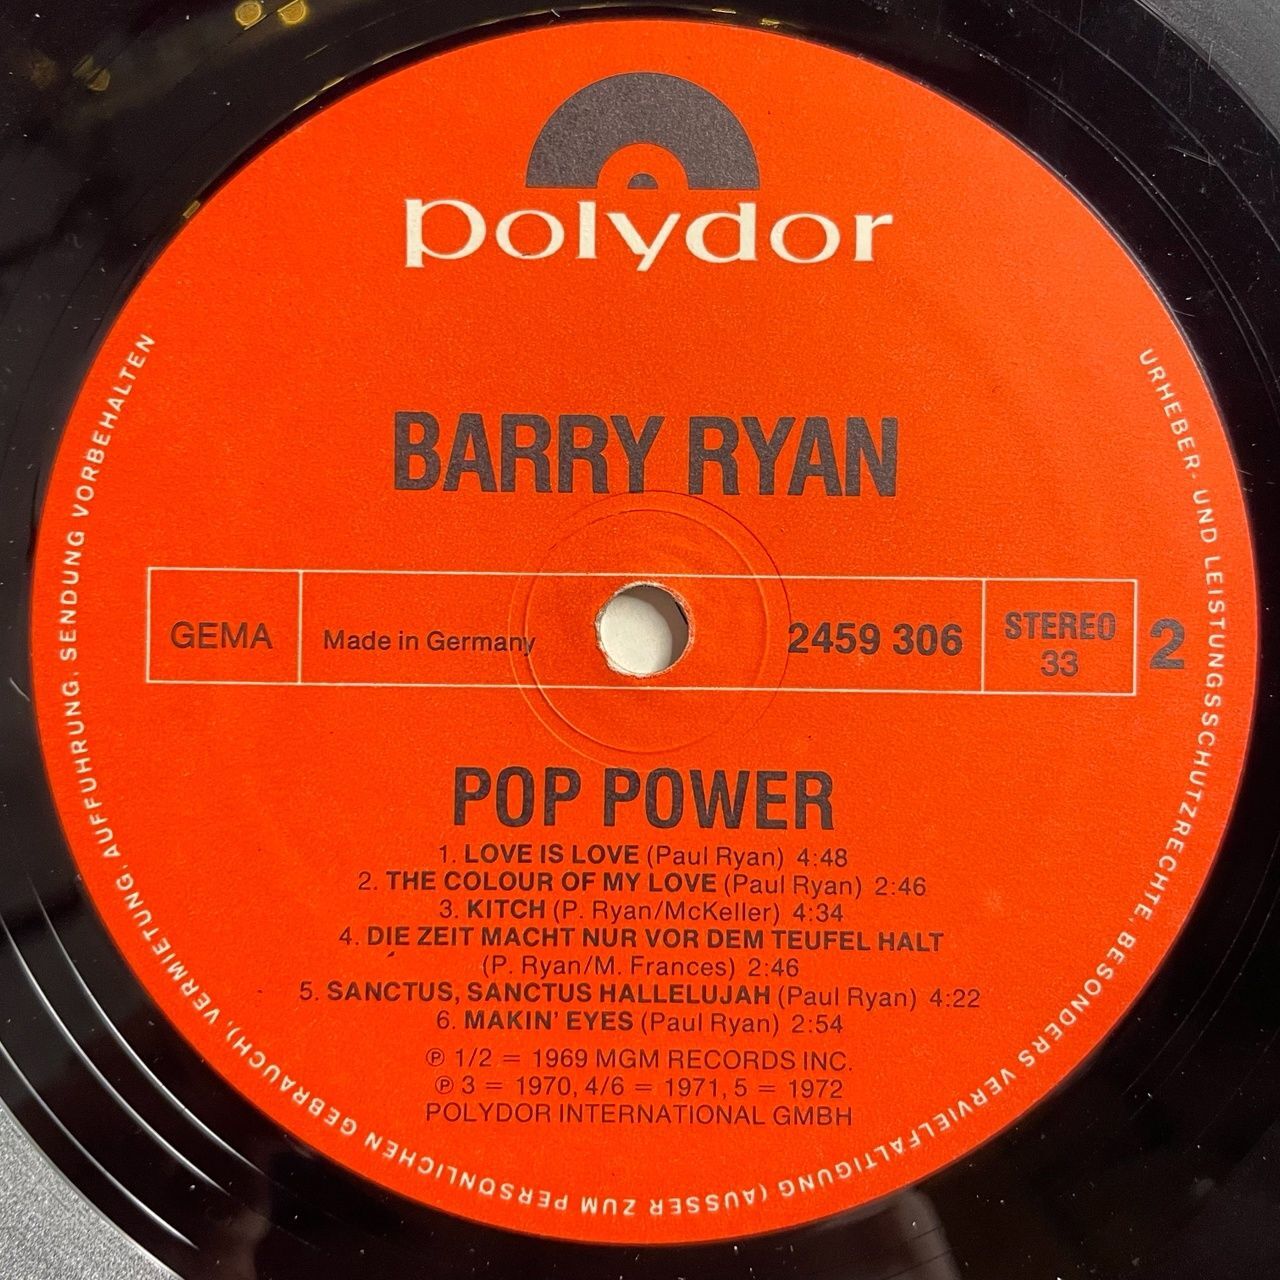 polydor
BARRY RYAN
GEMA
Made in Germany
2459 306
STEREO
33
2
POP POWER
1. LOVE IS LOVE (Paul Ryan) 4:48
2. THE COLOUR OF MY LOVE (Paul Ryan) 2:46
3. KITCH (P. Ryan/McKeller) 4:34
4. DIE ZEIT MACHT NUR VOR DEM TEUFEL HALT
(P. Ryan/M. Frances) 2:46
5. SANCTUS, SANCTUS HALLELUJAH (Paul Ryan) 4:22
6. MAKIN' EYES (Paul Ryan) 2:54
℗ 1/2 = 1969 MGM RECORDS INC.
℗ 3 = 1970, 4/6 = 1971, 5 = 1972
POLYDOR INTERNATIONAL GMBH
URHEBER- UND LEISTUNGSSCHUTZRECHTE, BESONDERS VERVIELFÄLTIGUNG (AUSSER ZUM PERSÖNLICHEN GEBRAUCH), VERMIETUNG, AUFFÜHRUNG, SENDUNG VORBEHALTEN